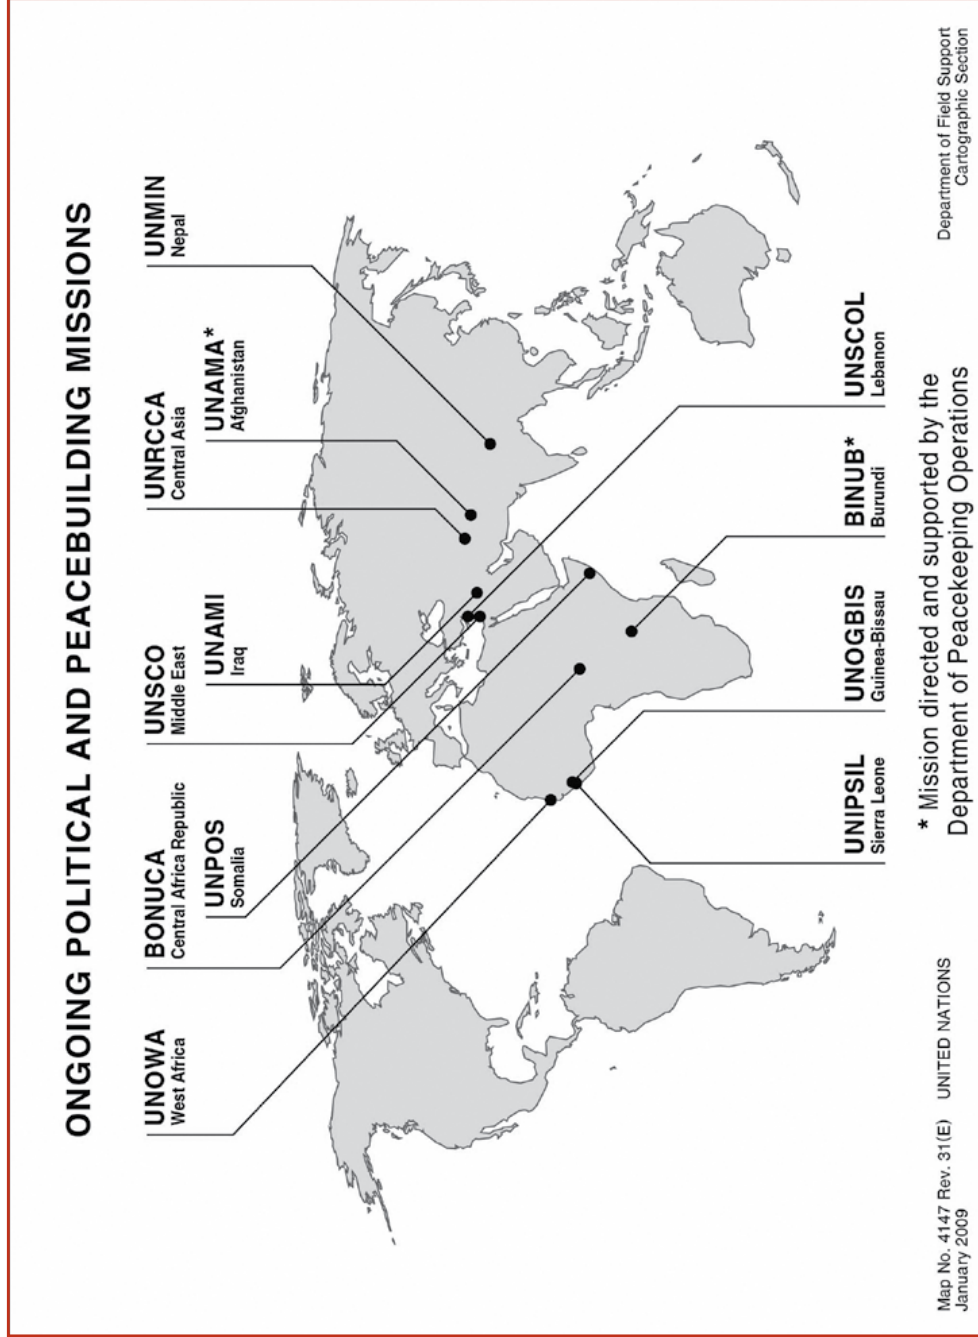 ONGOING POLITICAL AND PEACEBUILDING MISSIONS
UNOWA
West Africa
BONUCA
Central Africa Republic
UNPOS
Somalia
UNSCO
Middle East
UNAMI
Iraq
UNRCCA
Central Asia
UNAMA*
Afghanistan
UNMIN
Nepal
UNIPSIL
Sierra Leone
UNOGBIS
Guinea-Bissau
BINUB*
Burundi
UNSCOL
Lebanon
* Mission directed and supported by the
Department of Peacekeeping Operations
Map No. 4147 Rev. 31(E) UNITED NATIONS
January 2009
Department of Field Support
Cartographic Section